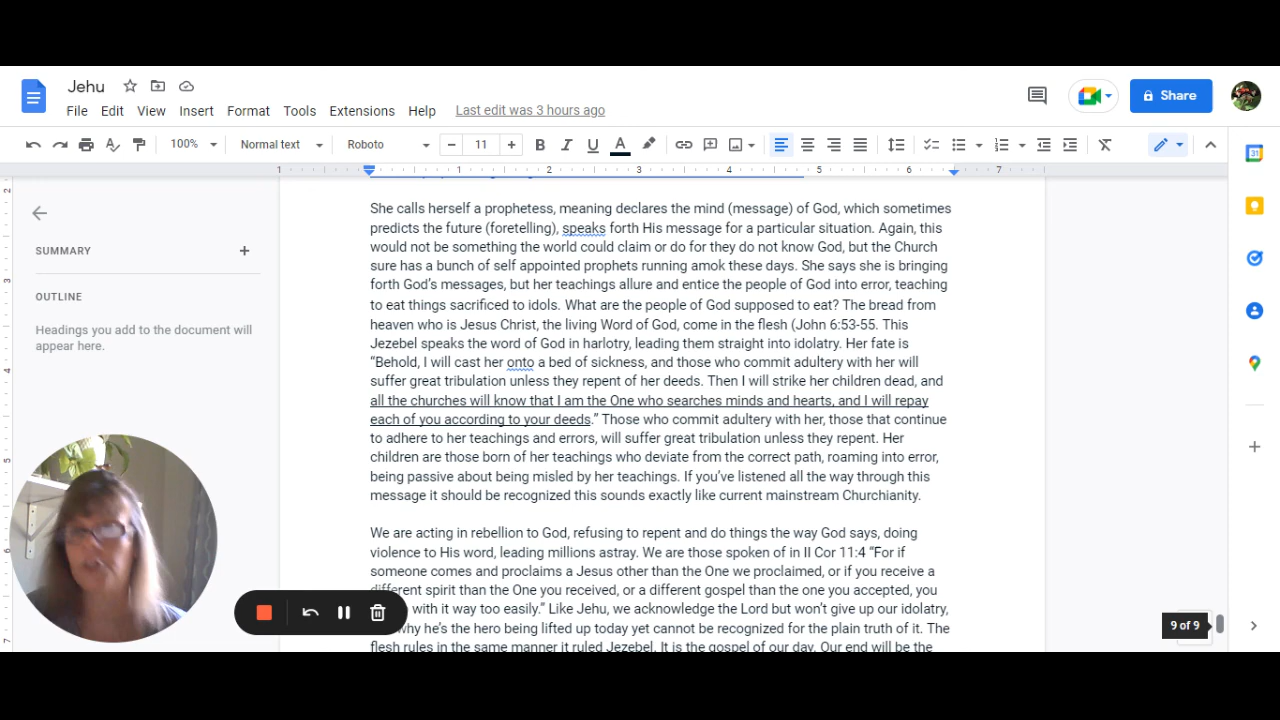 Jehu
File Edit View Insert Format Tools Extensions Help Last edit was 3 hours ago
Share
100% Normal text Roboto 11 B I U A
1 1 2 3 4 5 6 7
SUMMARY
OUTLINE
Headings you add to the document will
appear here.
She calls herself a prophetess, meaning declares the mind (message) of God, which sometimes
predicts the future (foretelling), speaks forth His message for a particular situation. Again, this
would not be something the world could claim or do for they do not know God, but the Church
sure has a bunch of self appointed prophets running amok these days. She says she is bringing
forth God's messages, but her teachings allure and entice the people of God into error, teaching
to eat things sacrificed to idols. What are the people of God supposed to eat? The bread from
heaven who is Jesus Christ, the living Word of God, come in the flesh (John 6:53-55. This
Jezebel speaks the word of God in harlotry, leading them straight into idolatry. Her fate is
“Behold, I will cast her onto a bed of sickness, and those who commit adultery with her will
suffer great tribulation unless they repent of her deeds. Then I will strike her children dead, and
all the churches will know that I am the One who searches minds and hearts, and I will repay
each of you according to your deeds.” Those who commit adultery with her, those that continue
to adhere to her teachings and errors, will suffer great tribulation unless they repent. Her
children are those born of her teachings who deviate from the correct path, roaming into error,
being passive about being misled by her teachings. If you've listened all the way through this
message it should be recognized this sounds exactly like current mainstream Churchianity.
We are acting in rebellion to God, refusing to repent and do things the way God says, doing
violence to His word, leading millions astray. We are those spoken of in II Cor 11:4 “For if
someone comes and proclaims a Jesus other than the One we proclaimed, or if you receive a
different spirit than the One you received, or a different gospel than the one you accepted, you
with it way too easily.” Like Jehu, we acknowledge the Lord but won't give up our idolatry,
why he's the hero being lifted up today yet cannot be recognized for the plain truth of it. The
flesh rules in the same manner it ruled Jezebel. It is the gospel of our day. Our end will be the
9 of 9